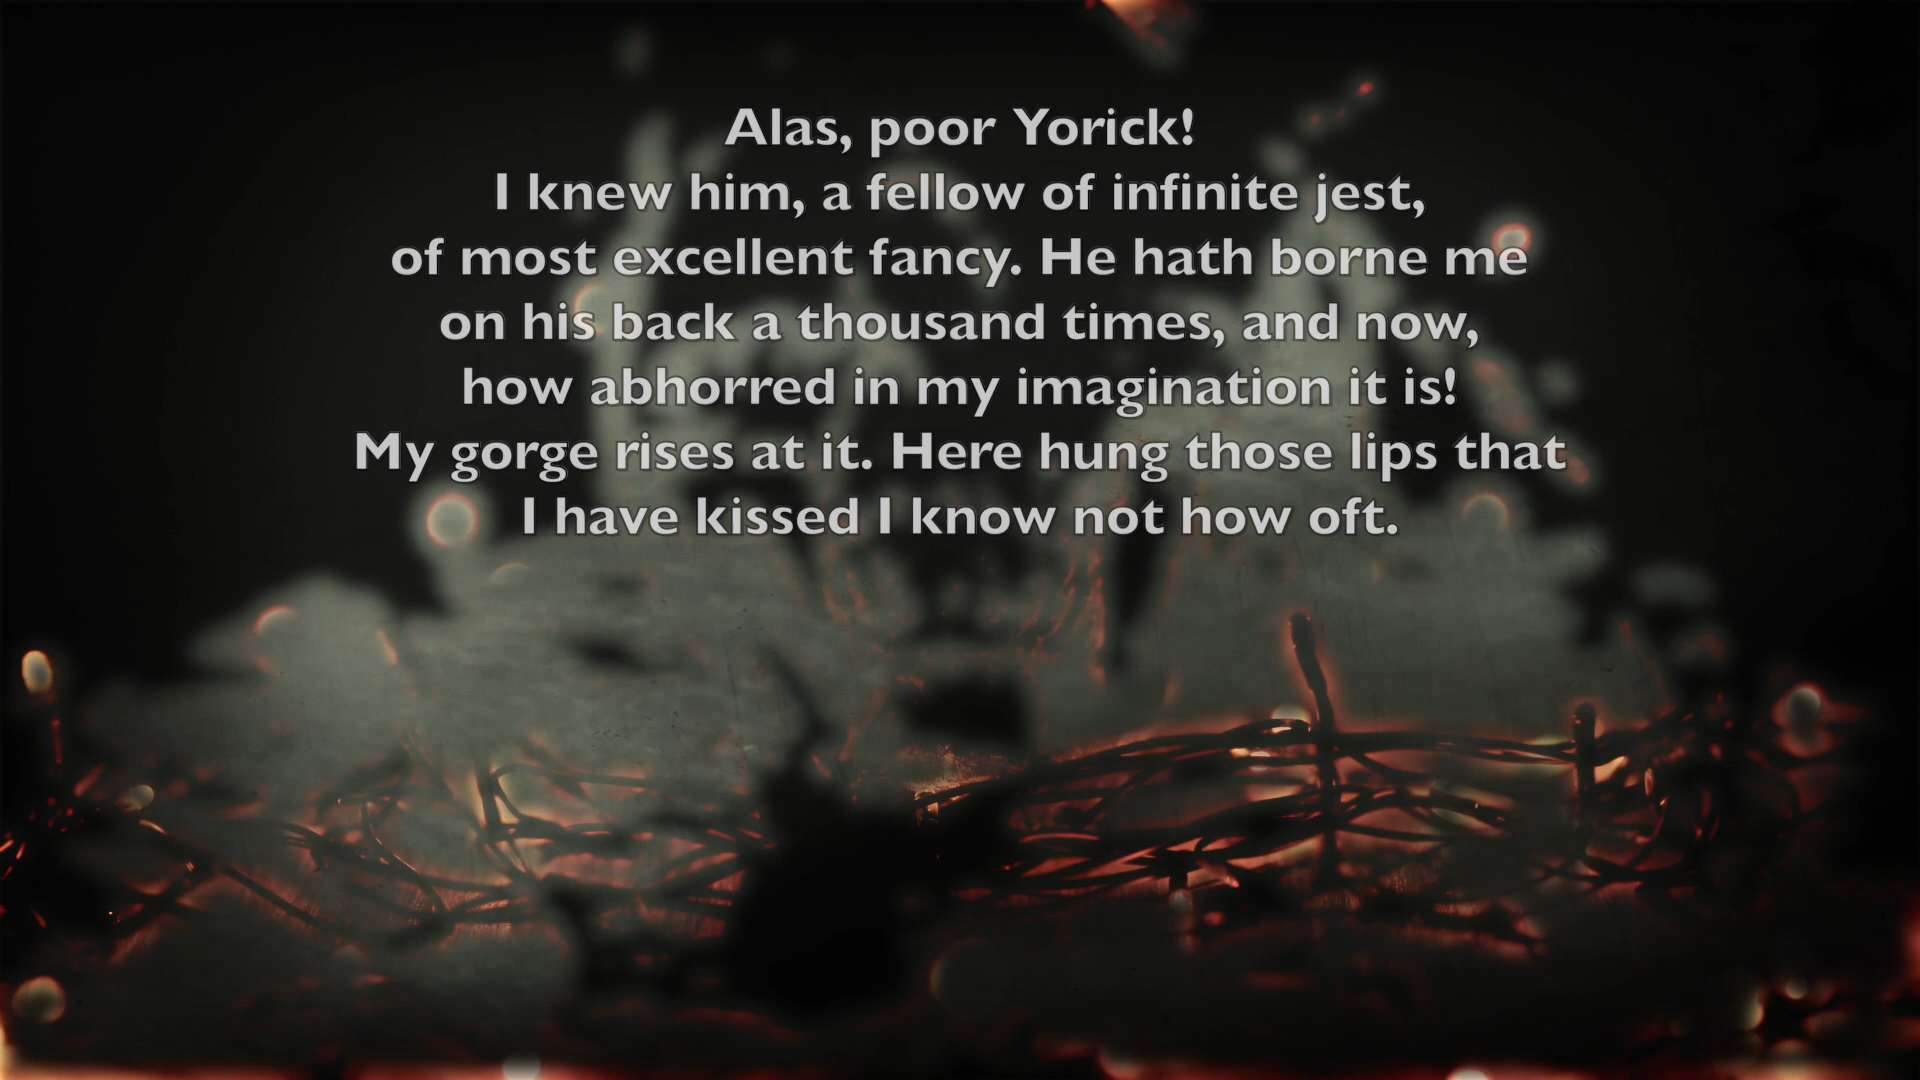 Alas, poor Yorick!
I knew him, a fellow of infinite jest,
of most excellent fancy. He hath borne me
on his back a thousand times, and now,
how abhorred in my imagination it is!
My gorge rises at it. Here hung those lips that
I have kissed I know not how oft.